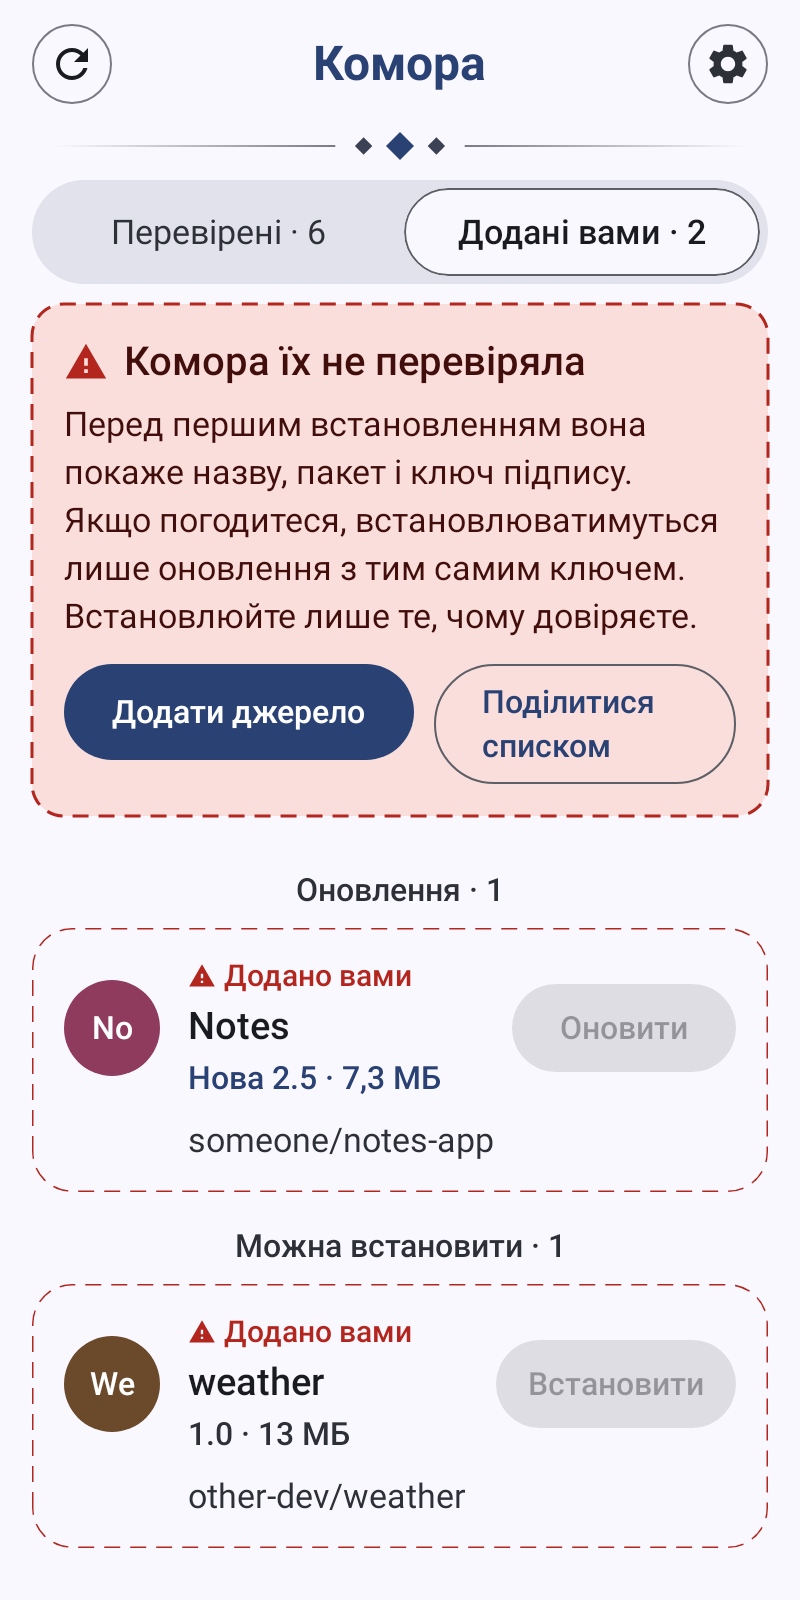 Комора
Перевірені · 6
Додані вами · 2
Комора їх не перевіряла
Перед першим встановленням вона
покаже назву, пакет і ключ підпису.
Якщо погодитеся, встановлюватимуться
лише оновлення з тим самим ключем.
Встановлюйте лише те, чому довіряєте.
Додати джерело
Поділитися
списком
Оновлення · 1
Додано вами
No
Notes
Оновити
Нова 2.5 · 7,3 МБ
someone/notes-app
Можна встановити · 1
Додано вами
We
weather
Встановити
1.0 · 13 МБ
other-dev/weather